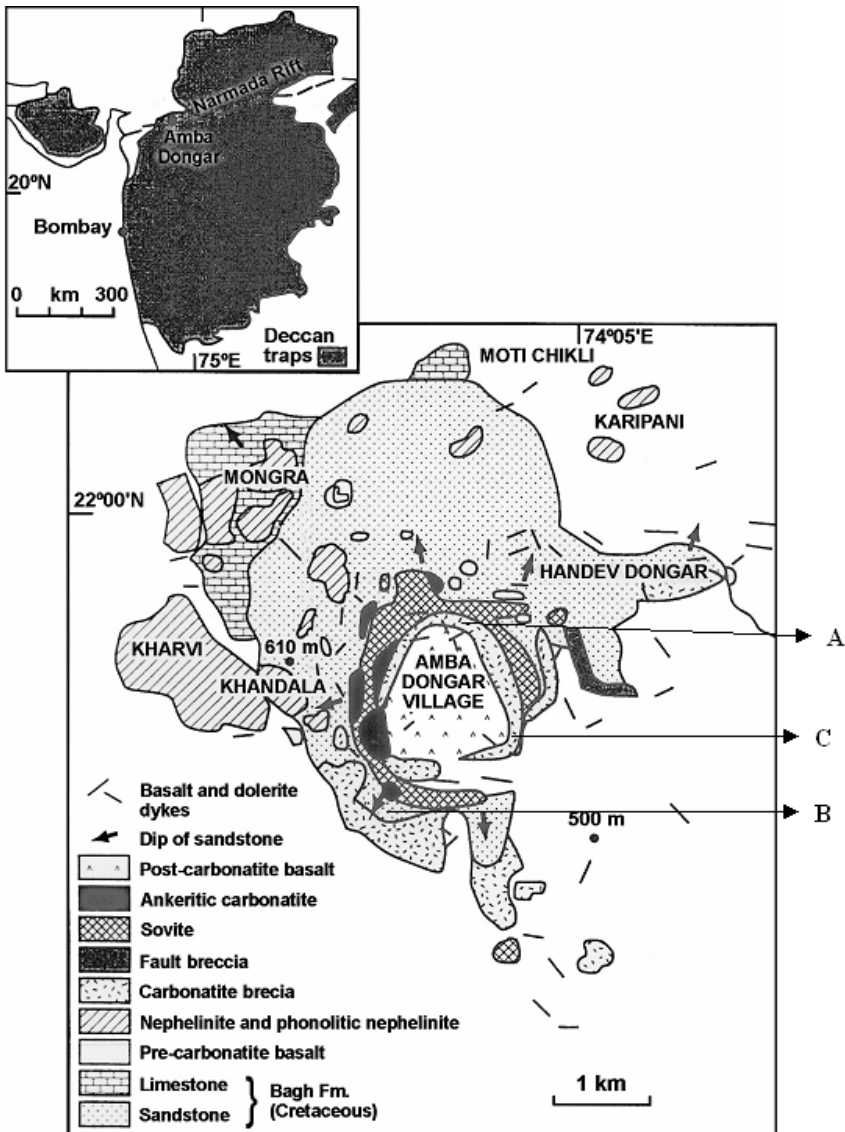 Narmada Rift
Amba
Dongar
20ºN
Bombay
0 km 300
Deccan
traps
75ºE
74º05'E
MOTI CHIKLI
KARIPANI
MONGRA
22º00'N
HANDEV DONGAR
A
KHARVI
610 m
AMBA
DONGAR
VILLAGE
KHANDALA
C
Basalt and dolerite
dykes
B
500 m
Dip of sandstone
Post-carbonatite basalt
Ankeritic carbonatite
Sovite
Fault breccia
Carbonatite brecia
Nephelinite and phonolitic nephelinite
Pre-carbonatite basalt
1 km
Limestone
Sandstone
Bagh Fm.
(Cretaceous)